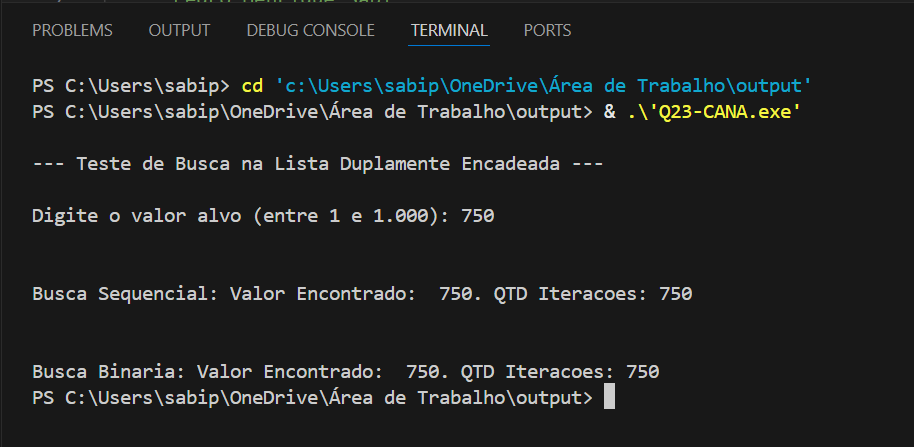 PROBLEMS OUTPUT DEBUG CONSOLE TERMINAL PORTS
PS C:\Users\sabip> cd 'c:\Users\sabip\OneDrive\Área de Trabalho\output'
PS C:\Users\sabip\OneDrive\Área de Trabalho\output> & .\'Q23-CANA.exe'
--- Teste de Busca na Lista Duplamente Encadeada ---
Digite o valor alvo (entre 1 e 1.000): 750
Busca Sequencial: Valor Encontrado:  750. QTD Iteracoes: 750
Busca Binaria: Valor Encontrado:  750. QTD Iteracoes: 750
PS C:\Users\sabip\OneDrive\Área de Trabalho\output>